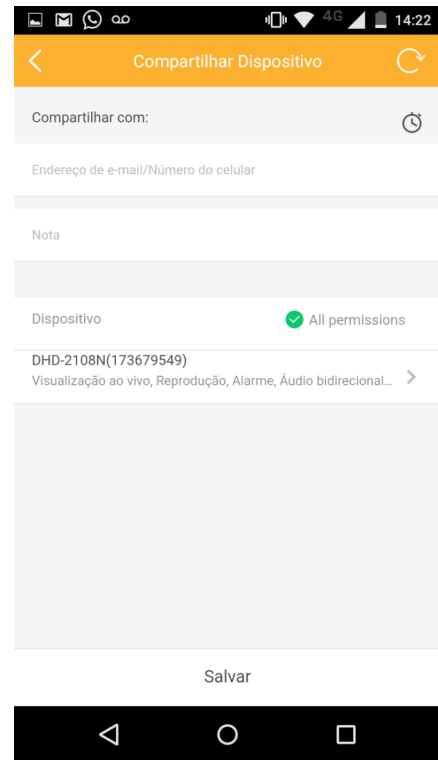 4G 14:22
Compartilhar Dispositivo
Compartilhar com:
Endereço de e-mail/Número do celular
Nota
Dispositivo All permissions
DHD-2108N(173679549)
Visualização ao vivo, Reprodução, Alarme, Áudio bidirecional...
Salvar